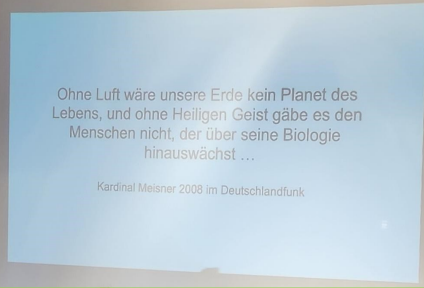 Ohne Luft wäre unsere Erde kein Planet des
Lebens, und ohne Heiligen Geist gäbe es den
Menschen nicht, der über seine Biologie
hinauswächst ...
Kardinal Meisner 2008 im Deutschlandfunk